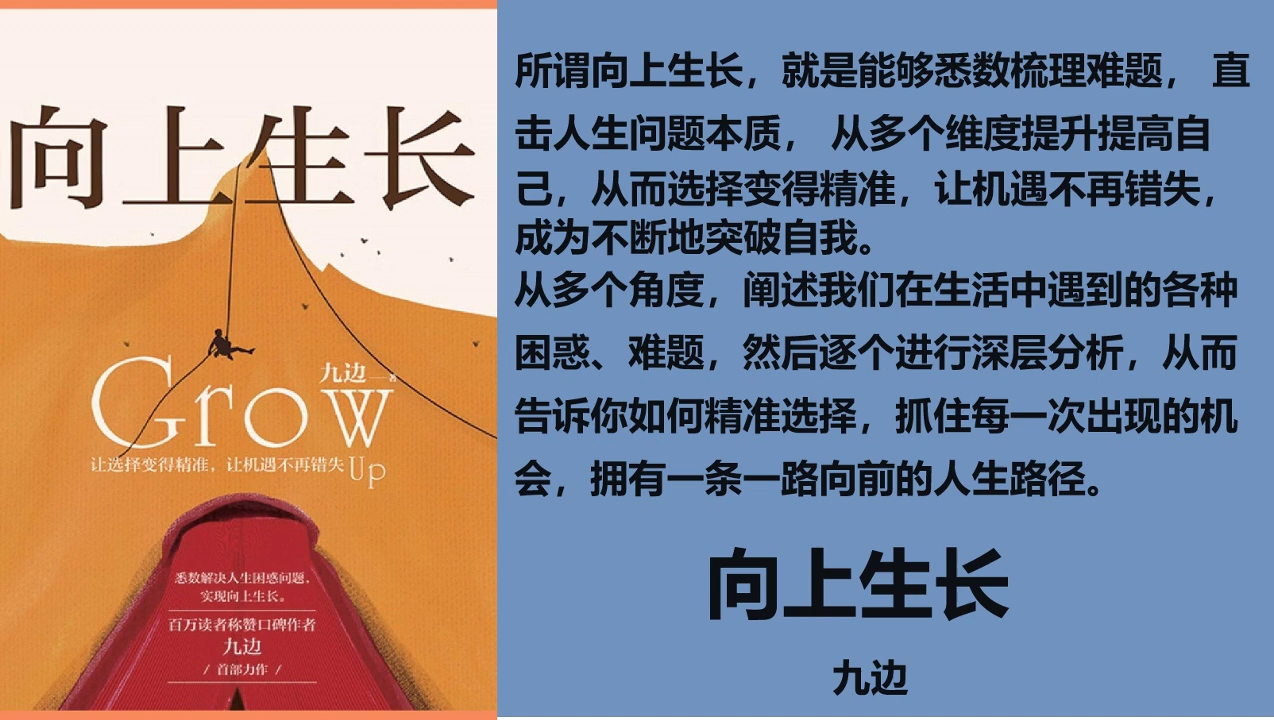 向上生长
九边 著
Grow
让选择变得精准，让机遇不再错失 Up
悉数解决人生困惑问题，
实现向上生长。
百万读者称赞口碑作者
九边
/ 首部力作 /
所谓向上生长，就是能够悉数梳理难题， 直
击人生问题本质， 从多个维度提升提高自
己，从而选择变得精准，让机遇不再错失，
成为不断地突破自我。
从多个角度，阐述我们在生活中遇到的各种
困惑、难题，然后逐个进行深层分析，从而
告诉你如何精准选择，抓住每一次出现的机
会，拥有一条一路向前的人生路径。
向上生长
九边